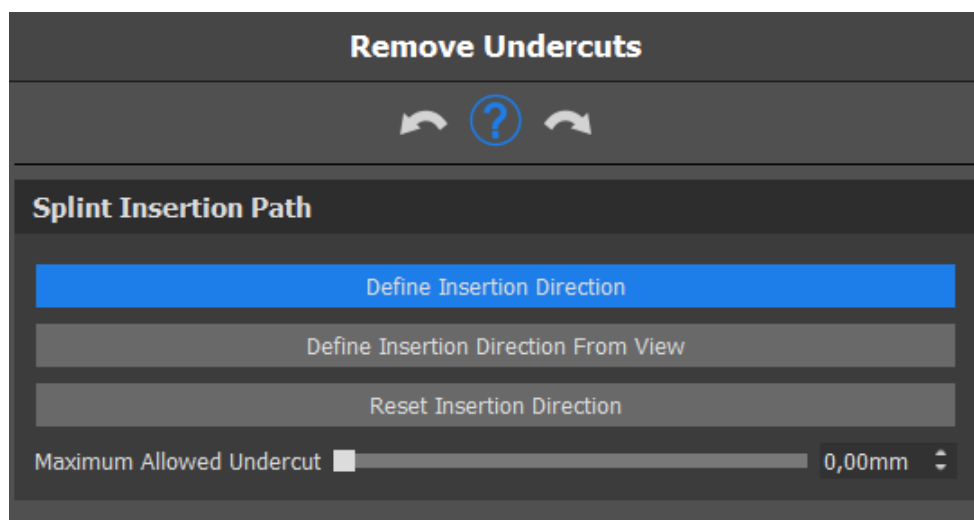 Remove Undercuts
?
Splint Insertion Path
Define Insertion Direction
Define Insertion Direction From View
Reset Insertion Direction
Maximum Allowed Undercut 0,00mm